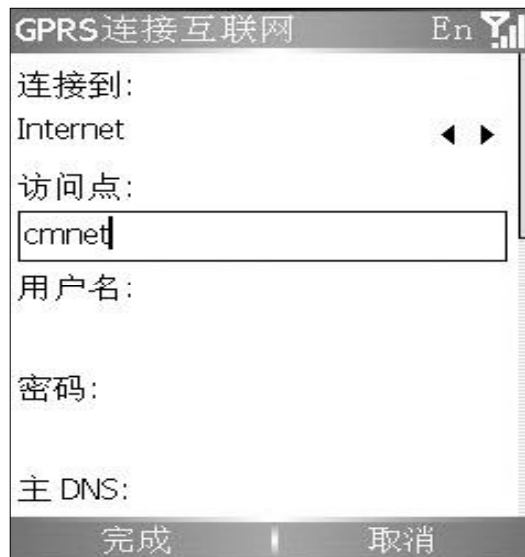 GPRS连接互联网 En
连接到:
Internet
访问点:
cmnet
用户名:
密码:
主 DNS:
完成 取消